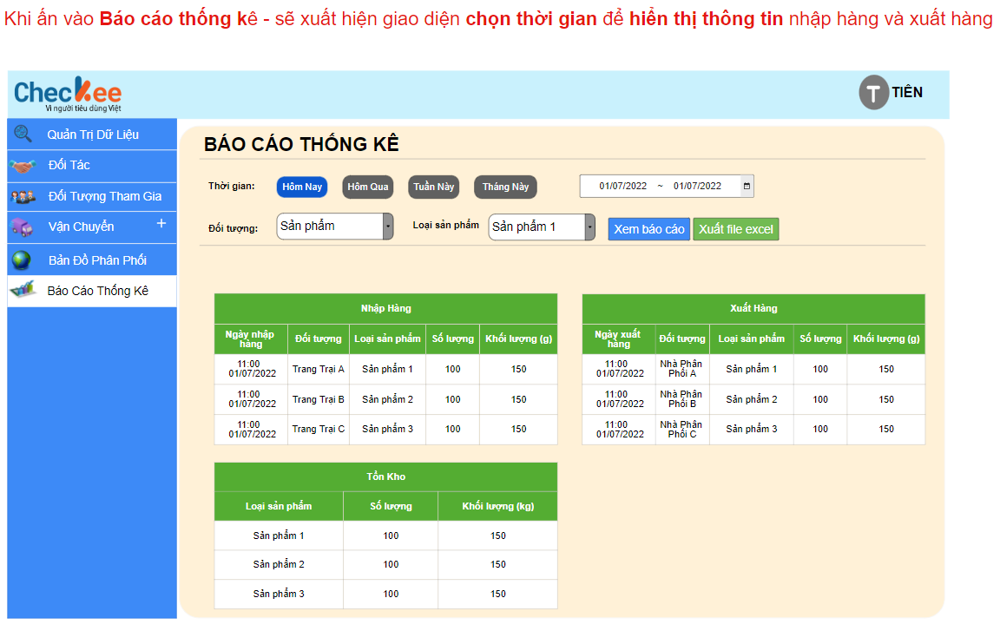 Khi ấn vào Báo cáo thống kê - sẽ xuất hiện giao diện chọn thời gian để hiển thị thông tin nhập hàng và xuất hàng
Checkee
Vì người tiêu dùng Việt
T TIÊN
Quản Trị Dữ Liệu
Đối Tác
Đối Tượng Tham Gia
Vận Chuyển +
Bản Đồ Phân Phối
Báo Cáo Thống Kê
BÁO CÁO THỐNG KÊ
Thời gian: Hôm Nay Hôm Qua Tuần Này Tháng Này 01/07/2022 ~ 01/07/2022
Đối tượng: Sản phẩm Loại sản phẩm Sản phẩm 1 Xem báo cáo Xuất file excel
Nhập Hàng
Ngày nhập
hàng
Đối tượng Loại sản phẩm Số lượng Khối lượng (g)
11:00
01/07/2022
Trang Trại A Sản phẩm 1 100 150
11:00
01/07/2022
Trang Trại B Sản phẩm 2 100 150
11:00
01/07/2022
Trang Trại C Sản phẩm 3 100 150
Xuất Hàng
Ngày xuất
hàng
Đối tượng Loại sản phẩm Số lượng Khối lượng (g)
11:00
01/07/2022
Nhà Phân
Phối A
Sản phẩm 1 100 150
11:00
01/07/2022
Nhà Phân
Phối B
Sản phẩm 2 100 150
11:00
01/07/2022
Nhà Phân
Phối C
Sản phẩm 3 100 150
Tồn Kho
Loại sản phẩm Số lượng Khối lượng (kg)
Sản phẩm 1 100 150
Sản phẩm 2 100 150
Sản phẩm 3 100 150